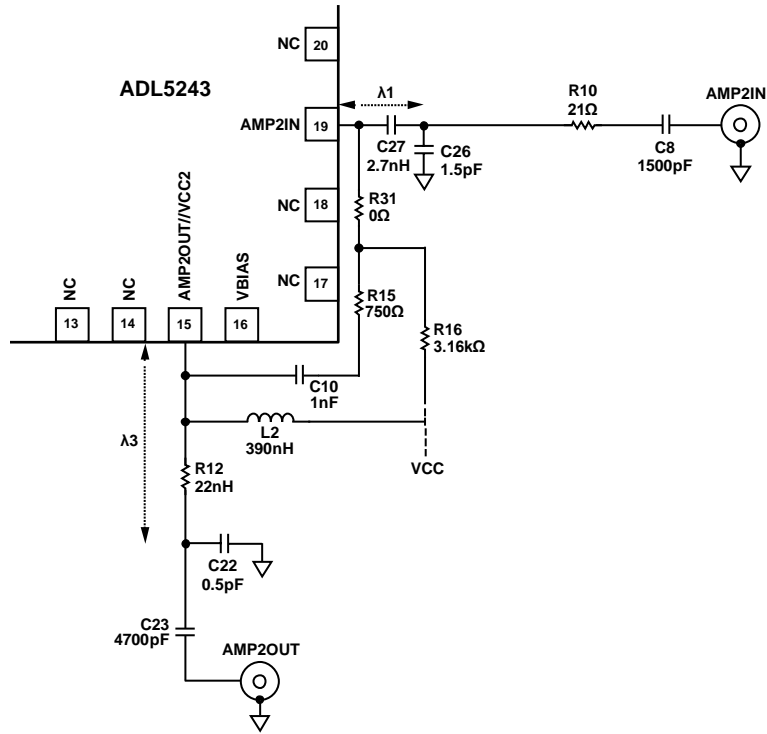 NC
20
ADL5243
λ1
R10
21Ω
AMP2IN
AMP2IN
19
C27
2.7nH
C26
1.5pF
C8
1500pF
NC
18
R31
0Ω
AMP2OUT//VCC2
VBIAS
NC
17
NC
NC
R15
750Ω
13
14
15
16
R16
3.16kΩ
C10
1nF
λ3
L2
390nH
VCC
R12
22nH
C22
0.5pF
C23
4700pF
AMP2OUT